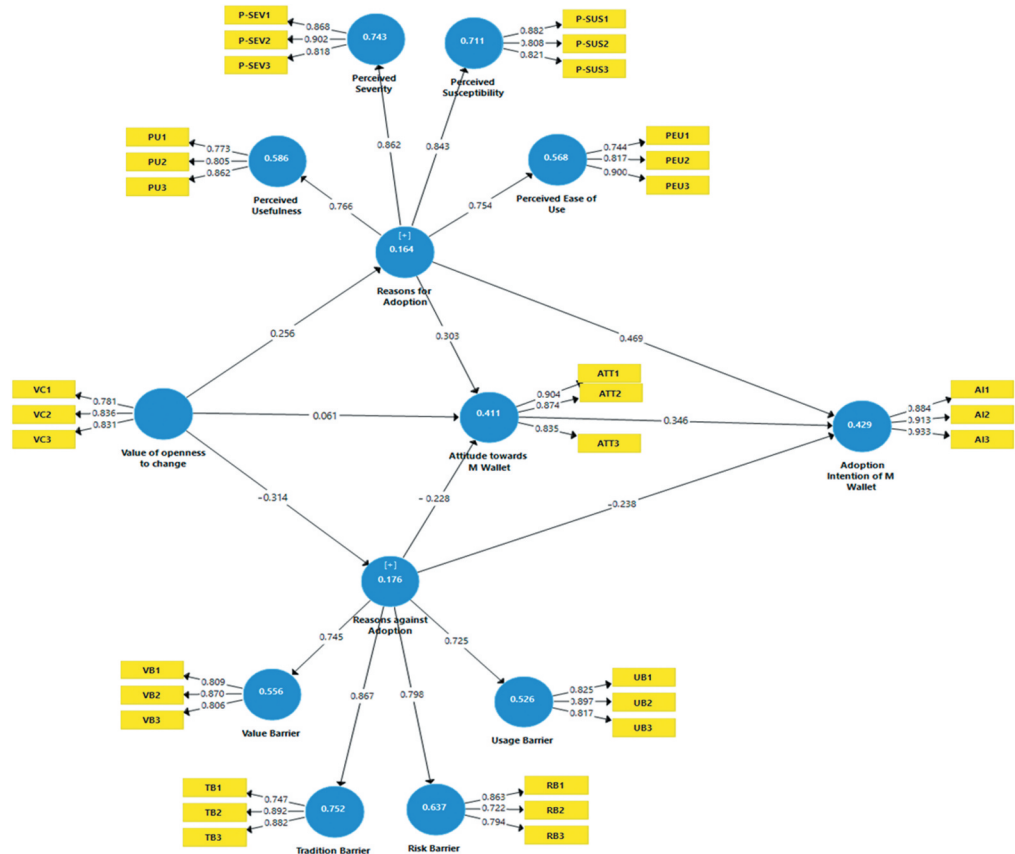 P-SEV1
P-SEV2
P-SEV3
0.868
0.902
0.818
0.743
Perceived
Severity
0.711
Perceived
Susceptibility
0.882
0.808
0.821
P-SUS1
P-SUS2
P-SUS3
PU1
PU2
PU3
0.773
0.805
0.862
0.586
Perceived
Usefulness
0.862
0.843
0.568
Perceived Ease of
Use
0.744
0.817
0.900
PEU1
PEU2
PEU3
0.766
0.754
[+]
0.164
Reasons for
Adoption
0.256
0.303
0.469
VC1
VC2
VC3
0.781
0.836
0.831
Value of openness
to change
0.061
0.411
Attitude towards
M Wallet
0.904
0.874
0.835
ATT1
ATT2
ATT3
0.346
0.429
Adoption
Intention of M
Wallet
0.884
0.913
0.933
AI1
AI2
AI3
-0.314
- 0.228
-0.238
[+]
0.176
Reasons against
Adoption
0.745
0.867
0.798
0.725
VB1
VB2
VB3
0.809
0.870
0.806
0.556
Value Barrier
0.526
Usage Barrier
0.825
0.897
0.817
UB1
UB2
UB3
TB1
TB2
TB3
0.747
0.892
0.882
0.752
Tradition Barrier
0.637
Risk Barrier
0.863
0.722
0.794
RB1
RB2
RB3